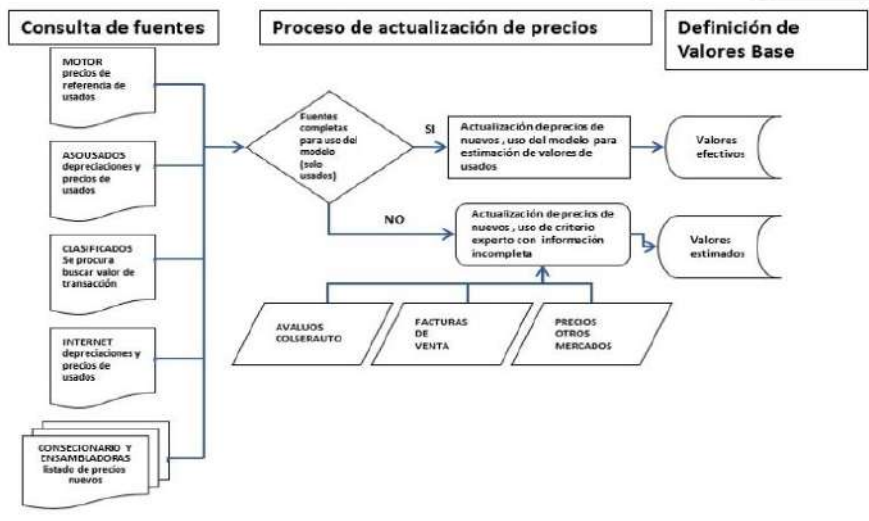 Consulta de fuentes
Proceso de actualización de precios
Definición de
Valores Base
MOTOR
precios de
referencia de
usados
ASOUSADOS
depreciaciones y
precios de
usados
CLASIFICADOS
Se procura
buscar valor de
transacción
INTERNET
depreciaciones y
precios de
usados
CONSECIONARIO Y
ENSAMBLADORAS
listado de precios
nuevos
Fuentes
completas
para uso del
modelo
(solo
usados)
SI
Actualización de precios de
nuevos , uso del modelo para
estimación de valores de
usados
Valores
efectivos
NO
Actualización de precios de
nuevos , uso de criterio
experto con información
incompleta
Valores
estimados
AVALUOS
COLSERAUTO
FACTURAS
DE
VENTA
PRECIOS
OTROS
MERCADOS